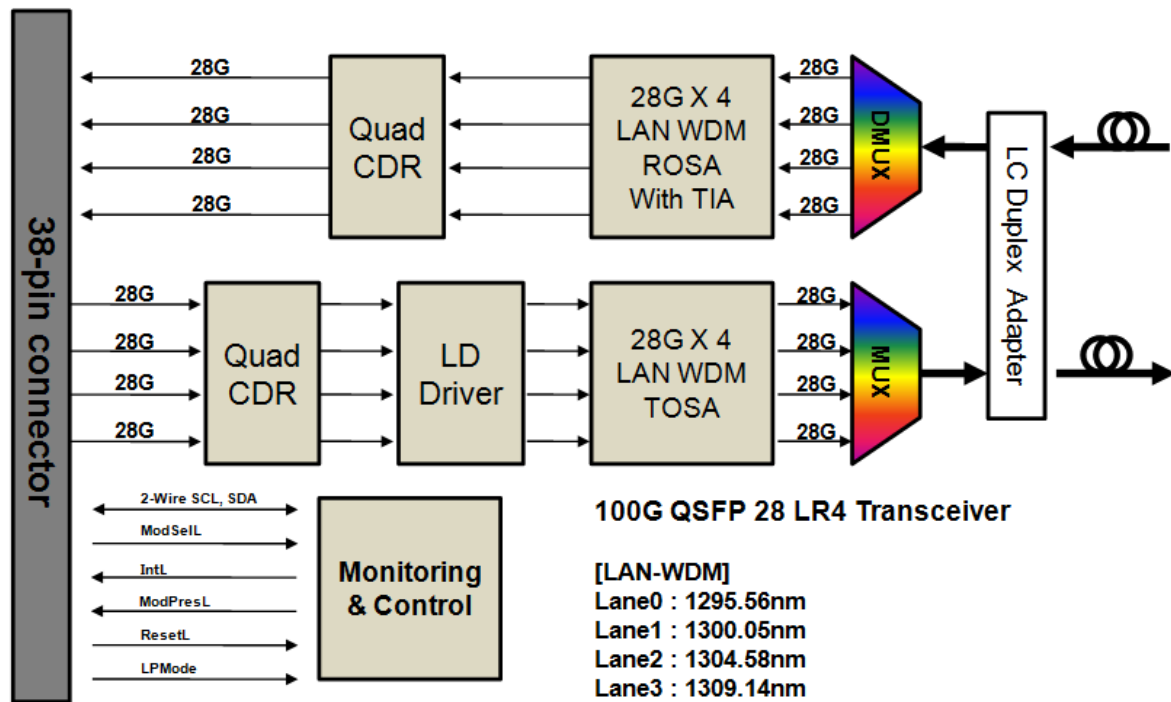 38-pin connector
28G
28G
28G
28G
Quad
CDR
28G X 4
LAN WDM
ROSA
With TIA
28G
28G
28G
28G
DMUX
LC Duplex Adapter
28G
28G
28G
28G
Quad
CDR
LD
Driver
28G X 4
LAN WDM
TOSA
28G
28G
28G
28G
MUX
2-Wire SCL, SDA
ModSelL
IntL
ModPresL
ResetL
LPMode
Monitoring
& Control
100G QSFP 28 LR4 Transceiver
[LAN-WDM]
Lane0 : 1295.56nm
Lane1 : 1300.05nm
Lane2 : 1304.58nm
Lane3 : 1309.14nm